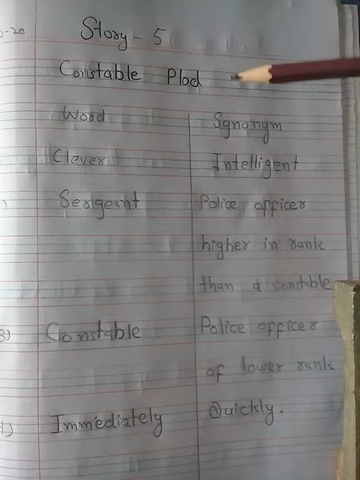 Story - 5
Constable Plod
Word Synonym
Clever Intelligent
Sergeant Police officer
higher in rank
than a constable
3) Constable Police officer
of lower rank
Immediately Quickly.